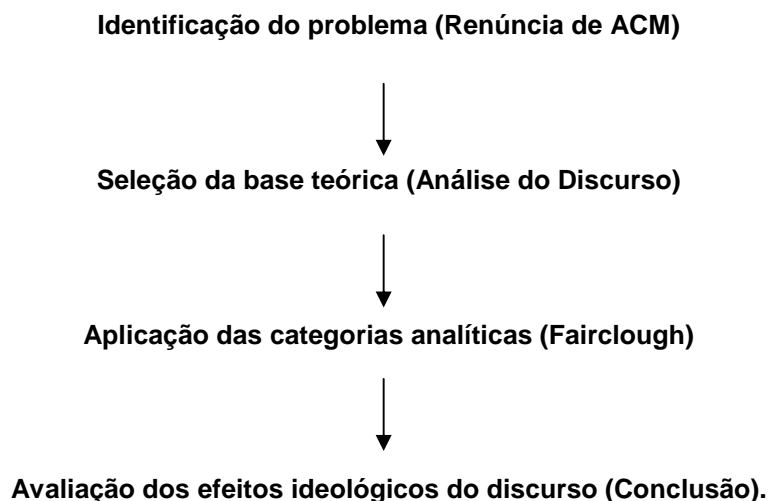 Identificação do problema (Renúncia de ACM)
Seleção da base teórica (Análise do Discurso)
Aplicação das categorias analíticas (Fairclough)
Avaliação dos efeitos ideológicos do discurso (Conclusão).